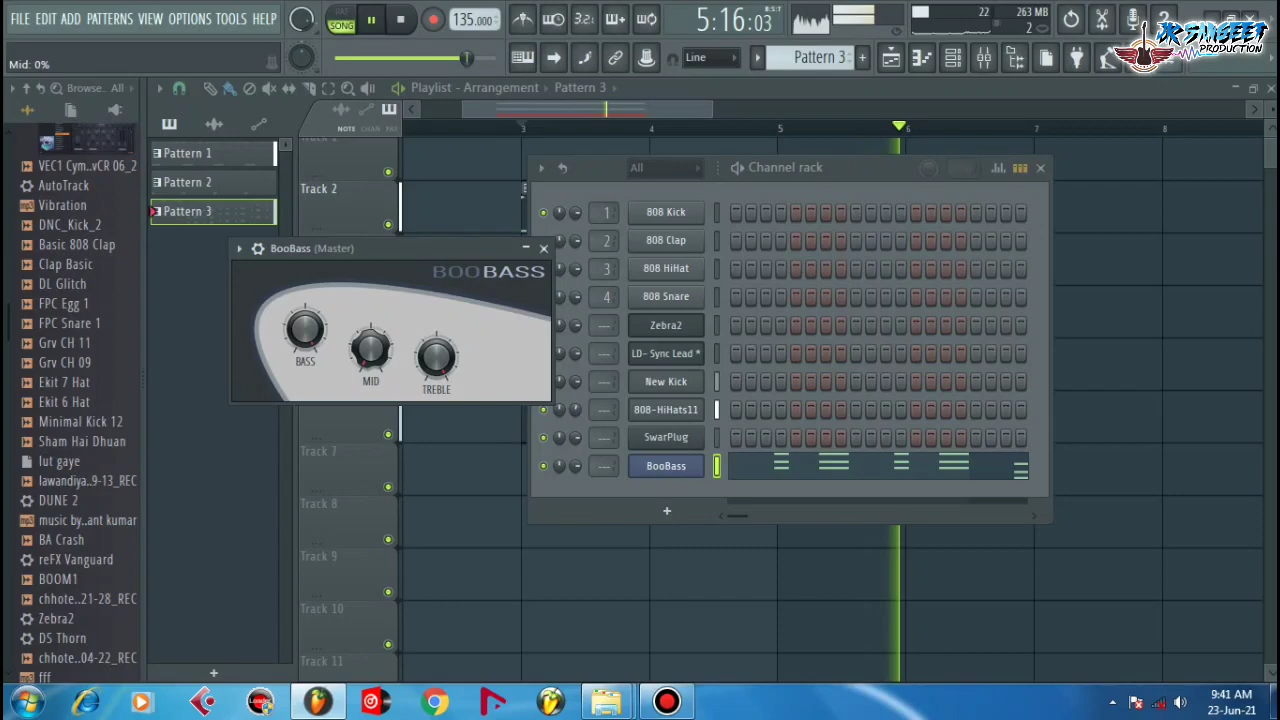 FILE EDIT ADD PATTERNS VIEW OPTIONS TOOLS HELP
SONG
135.000
3.2
5:16:03
B:S:T
22
263 MB
2
JK SANGEET
PRODUCTION
Mid: 0%
Line
Pattern 3
Browse..
All
Playlist - Arrangement
Pattern 3
NOTE CHAN PAT
3 4 5 6 7 8
Pattern 1
Pattern 2
Pattern 3
VEC1 Cym..vCR 06_2
AutoTrack
Vibration
DNC_Kick_2
Basic 808 Clap
Clap Basic
DL Glitch
FPC Egg 1
FPC Snare 1
Grv CH 11
Grv CH 09
Ekit 7 Hat
Ekit 6 Hat
Minimal Kick 12
Sham Hai Dhuan
lut gaye
lawandiya..9-13_REC
DUNE 2
music by..ant kumar
BA Crash
reFX Vanguard
BOOM1
chhote..21-28_REC
Zebra2
DS Thorn
chhote..04-22_REC
fff
Track 1
Track 2
Track 7
Track 8
Track 9
Track 10
Track 11
BooBass (Master)
BOOBASS
BASS
MID
TREBLE
All
Channel rack
1 808 Kick
2 808 Clap
3 808 HiHat
4 808 Snare
--- Zebra2
--- LD- Sync Lead *
--- New Kick
--- 808-HiHats11
--- SwarPlug
--- BooBass
9:41 AM
23-Jun-21